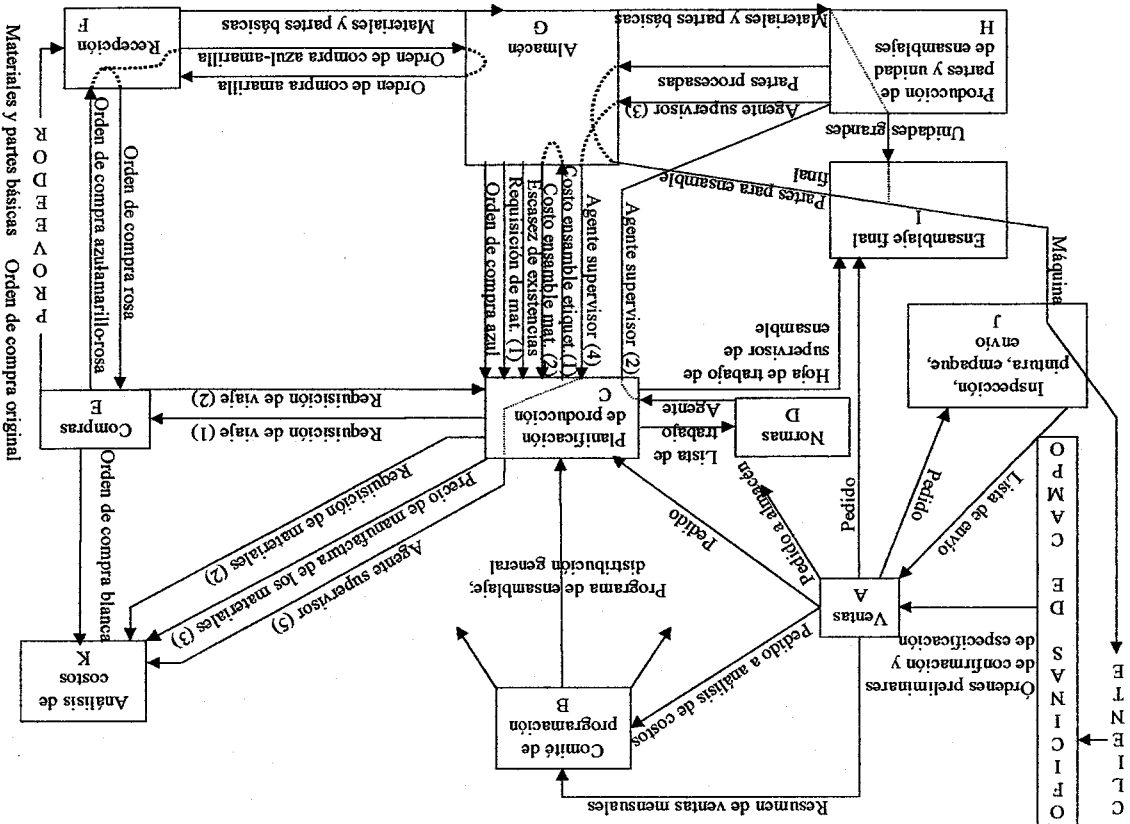 CLIENTE
OFICINAS DE CAMPO
Resumen de ventas mensuales
Comité de
programación
B
Órdenes preliminares
de confirmación y
de especificación
Ventas
A
Pedido a análisis de costos
Análisis de
costos
K
Programa de ensamblaje;
distribución general
Agente supervisor (5)
Precio de manufactura de los materiales (3)
Requisición de materiales (2)
Orden de compra blanca
Lista de envío
Pedido
Pedido
Pedido a almacén
Pedido
Inspección,
pintura, empaque,
envío
J
Normas
D
Lista de
trabajo
Agente
Planificación
de producción
C
Requisición de viaje (1)
Requisición de viaje (2)
Compras
E
Hoja de trabajo de
supervisor de
ensamble
Máquina
Ensamblaje final
I
Partes para ensamble
final
Agente supervisor (2)
Agente supervisor (4)
Costo ensamble etiquet.(1)
Costo ensamble mat. (2)
Escasez de existencias
Requisición de mat. (1)
Orden de compra azul
Orden de compra rosa
Orden de compra azul-amarillo-rosa
PROVEEDOR
Materiales y partes básicas Orden de compra original
Unidades grandes
Producción de
partes y unidad
de ensamblajes
H
Agente supervisor (3)
Partes procesadas
Materiales y partes básicas
Almacén
G
Orden de compra amarilla
Orden de compra azul-amarilla
Materiales y partes básicas
Recepción
F